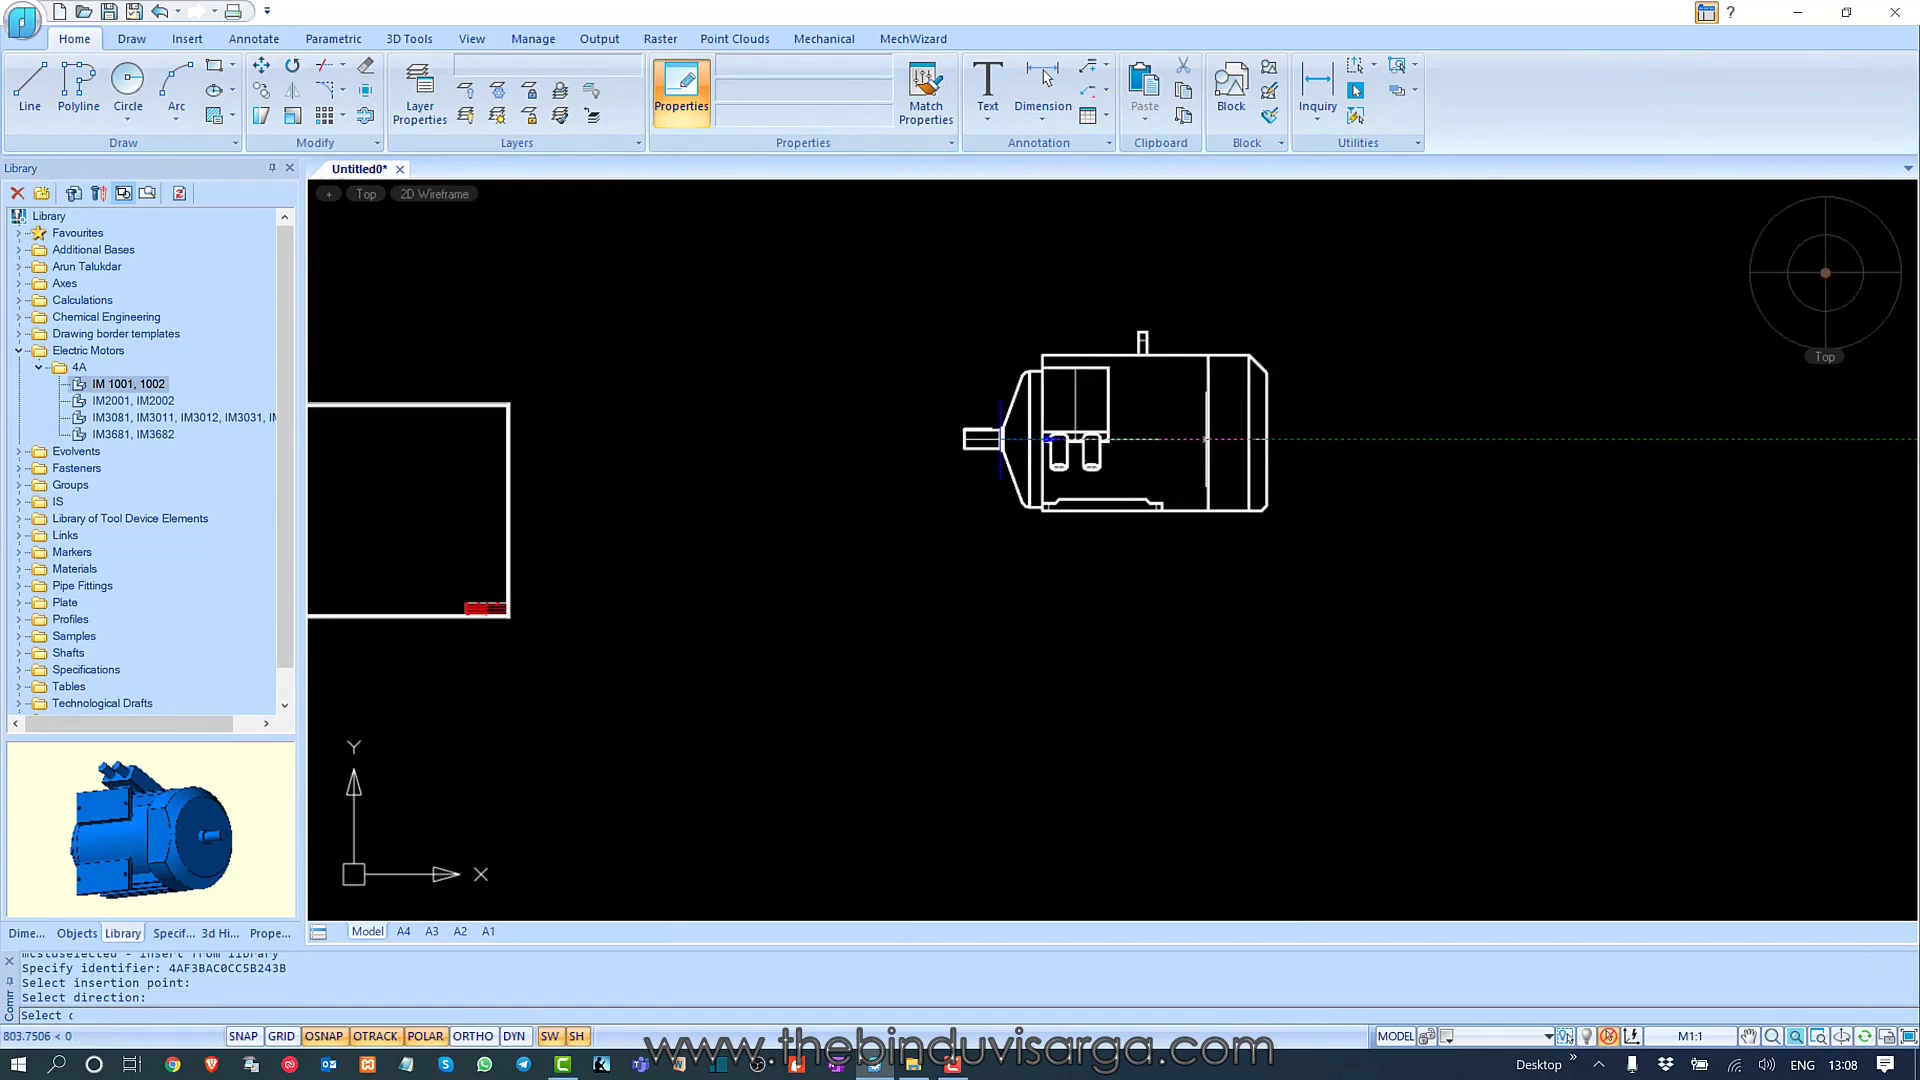 Home Draw Insert Annotate Parametric 3D Tools View Manage Output Raster Point Clouds Mechanical MechWizard
Line Polyline Circle Arc
Layer Properties
Properties
Match Properties
Text Dimension
Paste
Block
Inquiry
Draw Modify Layers Properties Annotation Clipboard Block Utilities
Library
Untitled0*
+ Top 2D Wireframe
Library
Favourites
Additional Bases
Arun Talukdar
Axes
Calculations
Chemical Engineering
Drawing border templates
Electric Motors
4A
IM 1001, 1002
IM2001, IM2002
IM3081, IM3011, IM3012, IM3031, IM
IM3681, IM3682
Evolvents
Fasteners
Groups
IS
Library of Tool Device Elements
Links
Markers
Materials
Pipe Fittings
Plate
Profiles
Samples
Shafts
Specifications
Tables
Technological Drafts
Top
Y
X
Dime... Objects Library Specif... 3d Hi... Prope...
Model A4 A3 A2 A1
mcstdselected - Insert from library
Specify identifier: 4AF3BAC0CC5B243B
Select insertion point:
Select direction:
Select c
803.7506 < 0
SNAP GRID OSNAP OTRACK POLAR ORTHO DYN SW SH
MODEL M1:1
www.thebinduvisarga.com
Desktop ENG 13:08